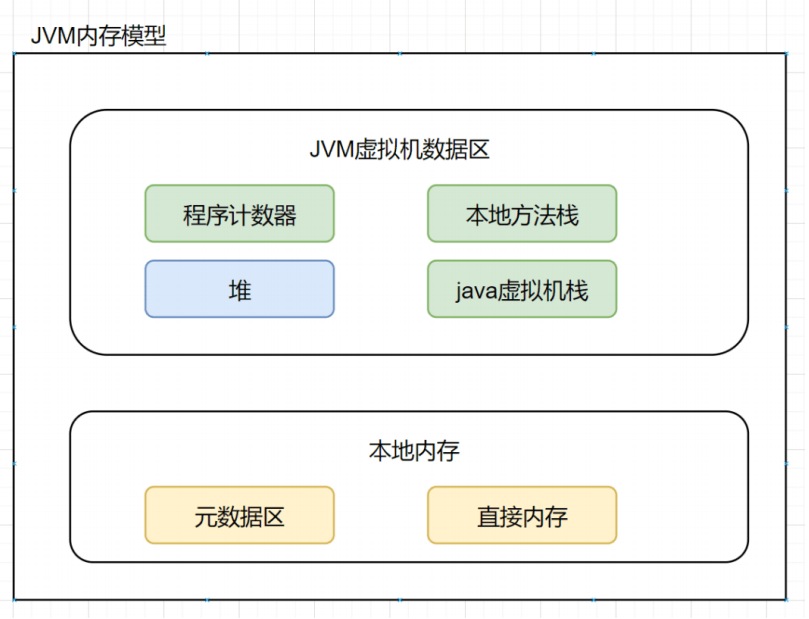 JVM内存模型
JVM虚拟机数据区
程序计数器
本地方法栈
堆
java虚拟机栈
本地内存
元数据区
直接内存